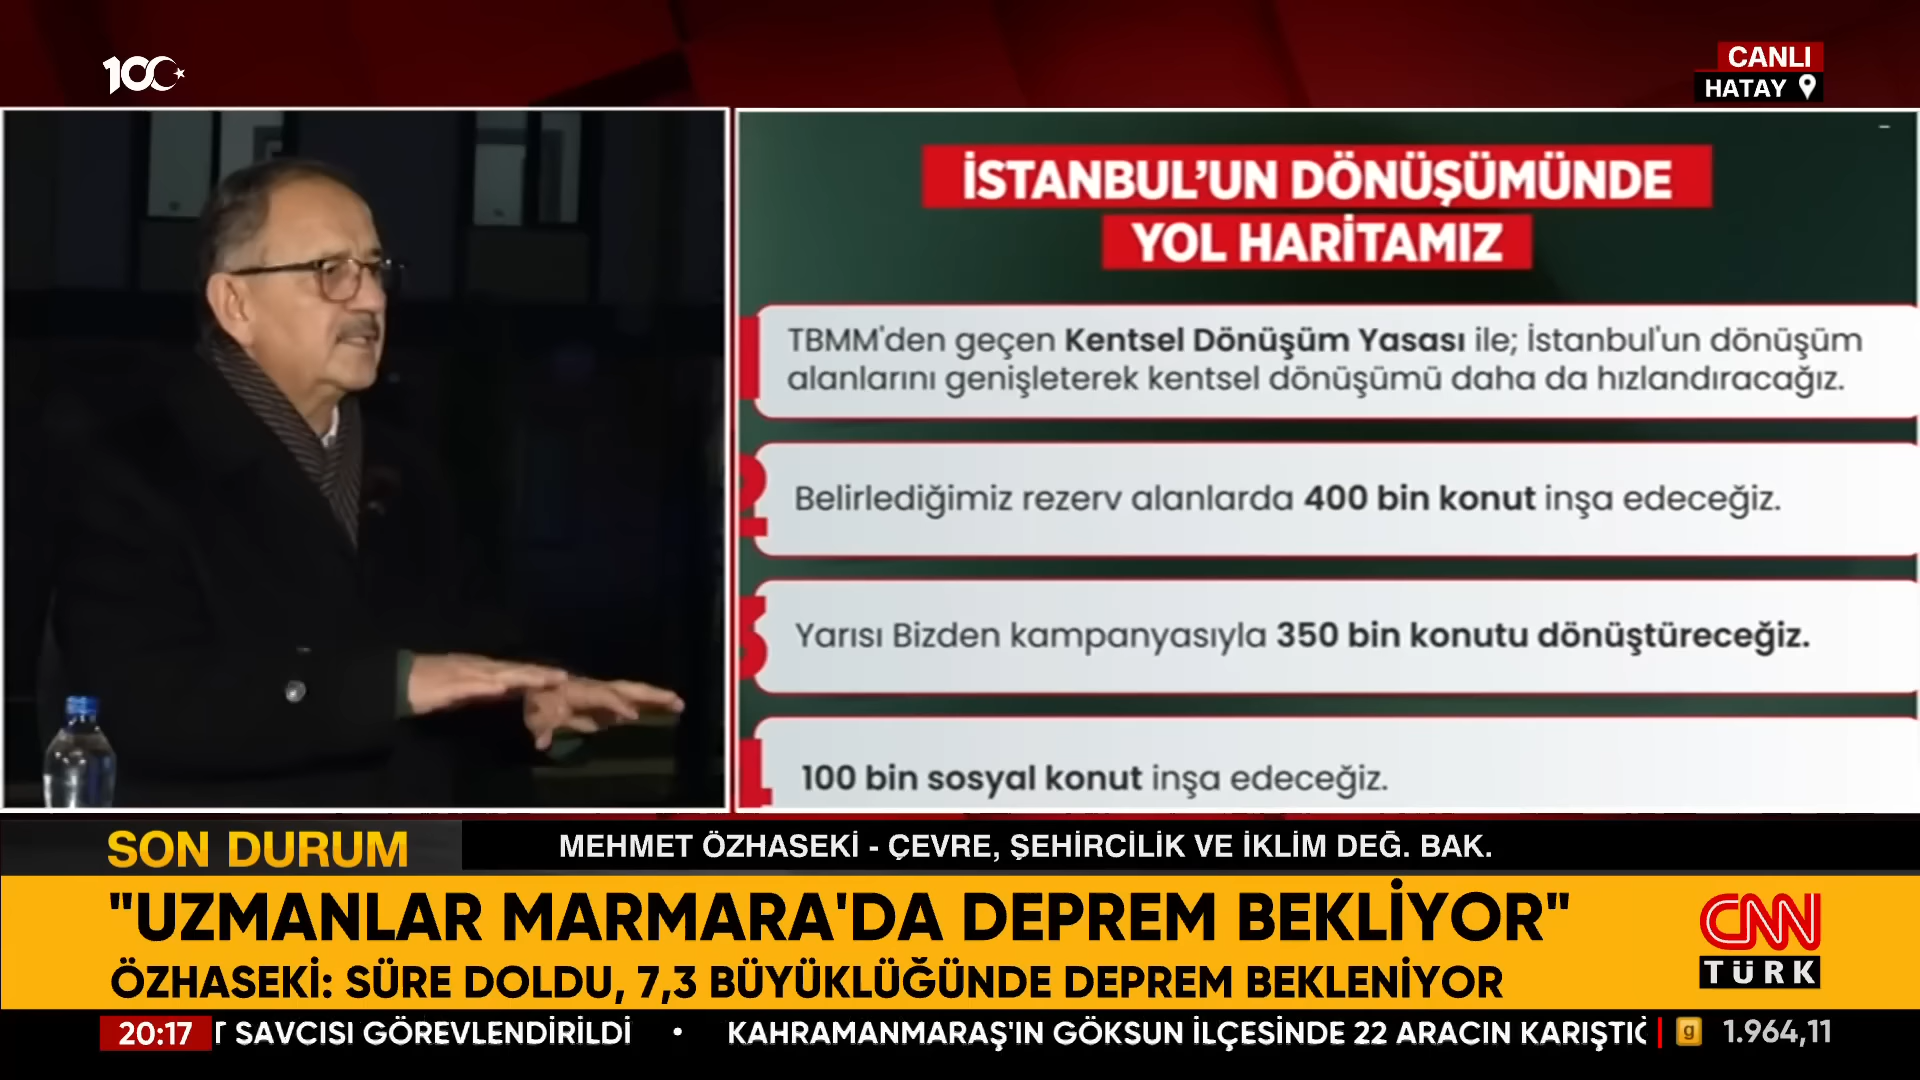 100
CANLI
HATAY
İSTANBUL'UN DÖNÜŞÜMÜNDE
YOL HARİTAMIZ
1
TBMM'den geçen Kentsel Dönüşüm Yasası ile; İstanbul'un dönüşüm
alanlarını genişleterek kentsel dönüşümü daha da hızlandıracağız.
2
Belirlediğimiz rezerv alanlarda 400 bin konut inşa edeceğiz.
3
Yarısı Bizden kampanyasıyla 350 bin konutu dönüştüreceğiz.
100 bin sosyal konut inşa edeceğiz.
SON DURUM
MEHMET ÖZHASEKİ - ÇEVRE, ŞEHİRCİLİK VE İKLİM DEĞ. BAK.
"UZMANLAR MARMARA'DA DEPREM BEKLİYOR"
ÖZHASEKİ: SÜRE DOLDU, 7,3 BÜYÜKLÜĞÜNDE DEPREM BEKLENİYOR
CNN
TÜRK
20:17 T SAVCISI GÖREVLENDİRİLDİ • KAHRAMANMARAŞ'IN GÖKSUN İLÇESİNDE 22 ARACIN KARIŞTIĞ g 1.964,11